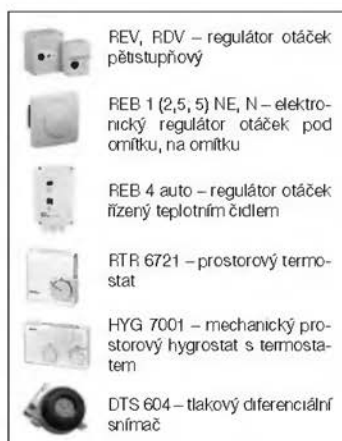 REV, RDV – regulátor otáček
pětistupňový
REB 1 (2,5, 5) NE, N – elektro-
nický regulátor otáček pod
omítku, na omítku
REB 4 auto – regulátor otáček
řízený teplotním čidlem
RTR 6721 – prostorový termo-
stat
HYG 7001 – mechanický pro-
storový hygrostat s termosta-
tem
DTS 604 – tlakový diferenciální
snímač